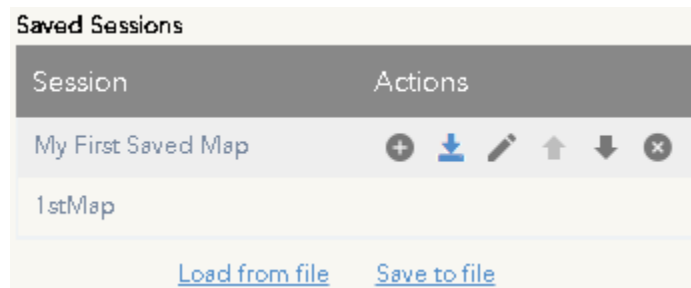 Saved Sessions
Session Actions
My First Saved Map
1stMap
Load from file Save to file